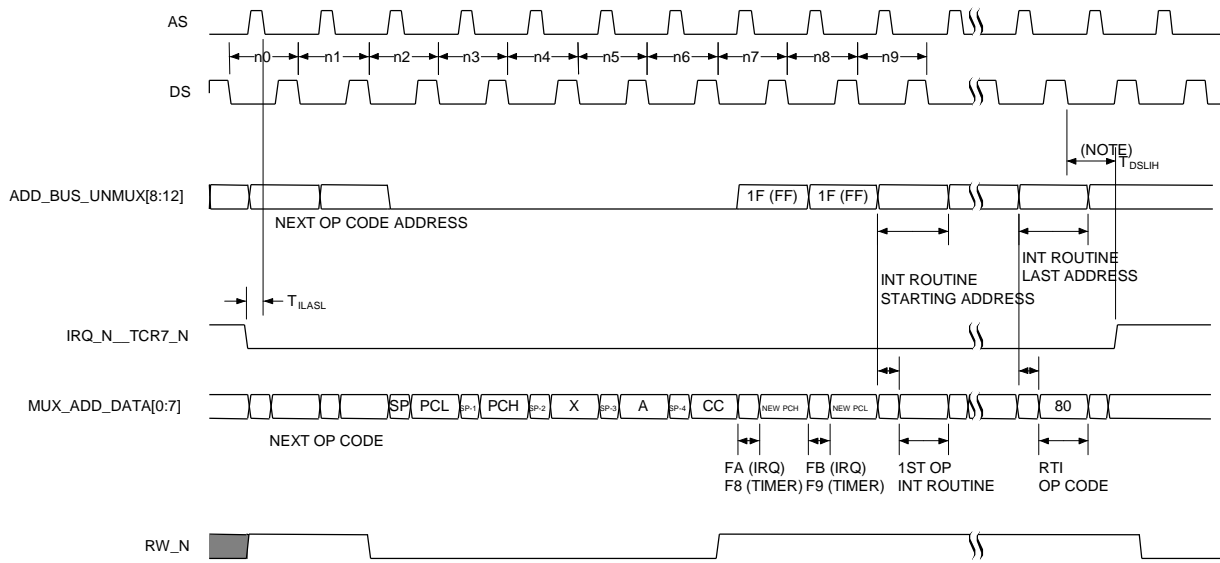 AS
n0 n1 n2 n3 n4 n5 n6 n7 n8 n9
DS
(NOTE)
TDSLIH
ADD_BUS_UNMUX[8:12]
1F (FF) 1F (FF)
NEXT OP CODE ADDRESS
INT ROUTINE
LAST ADDRESS
INT ROUTINE
STARTING ADDRESS
TILASL
IRQ_N__TCR7_N
MUX_ADD_DATA[0:7]
SP PCL SP-1 PCH SP-2 X SP-3 A SP-4 CC NEW PCH NEW PCL 80
NEXT OP CODE
FA (IRQ) FB (IRQ) 1ST OP RTI
F8 (TIMER) F9 (TIMER) INT ROUTINE OP CODE
RW_N